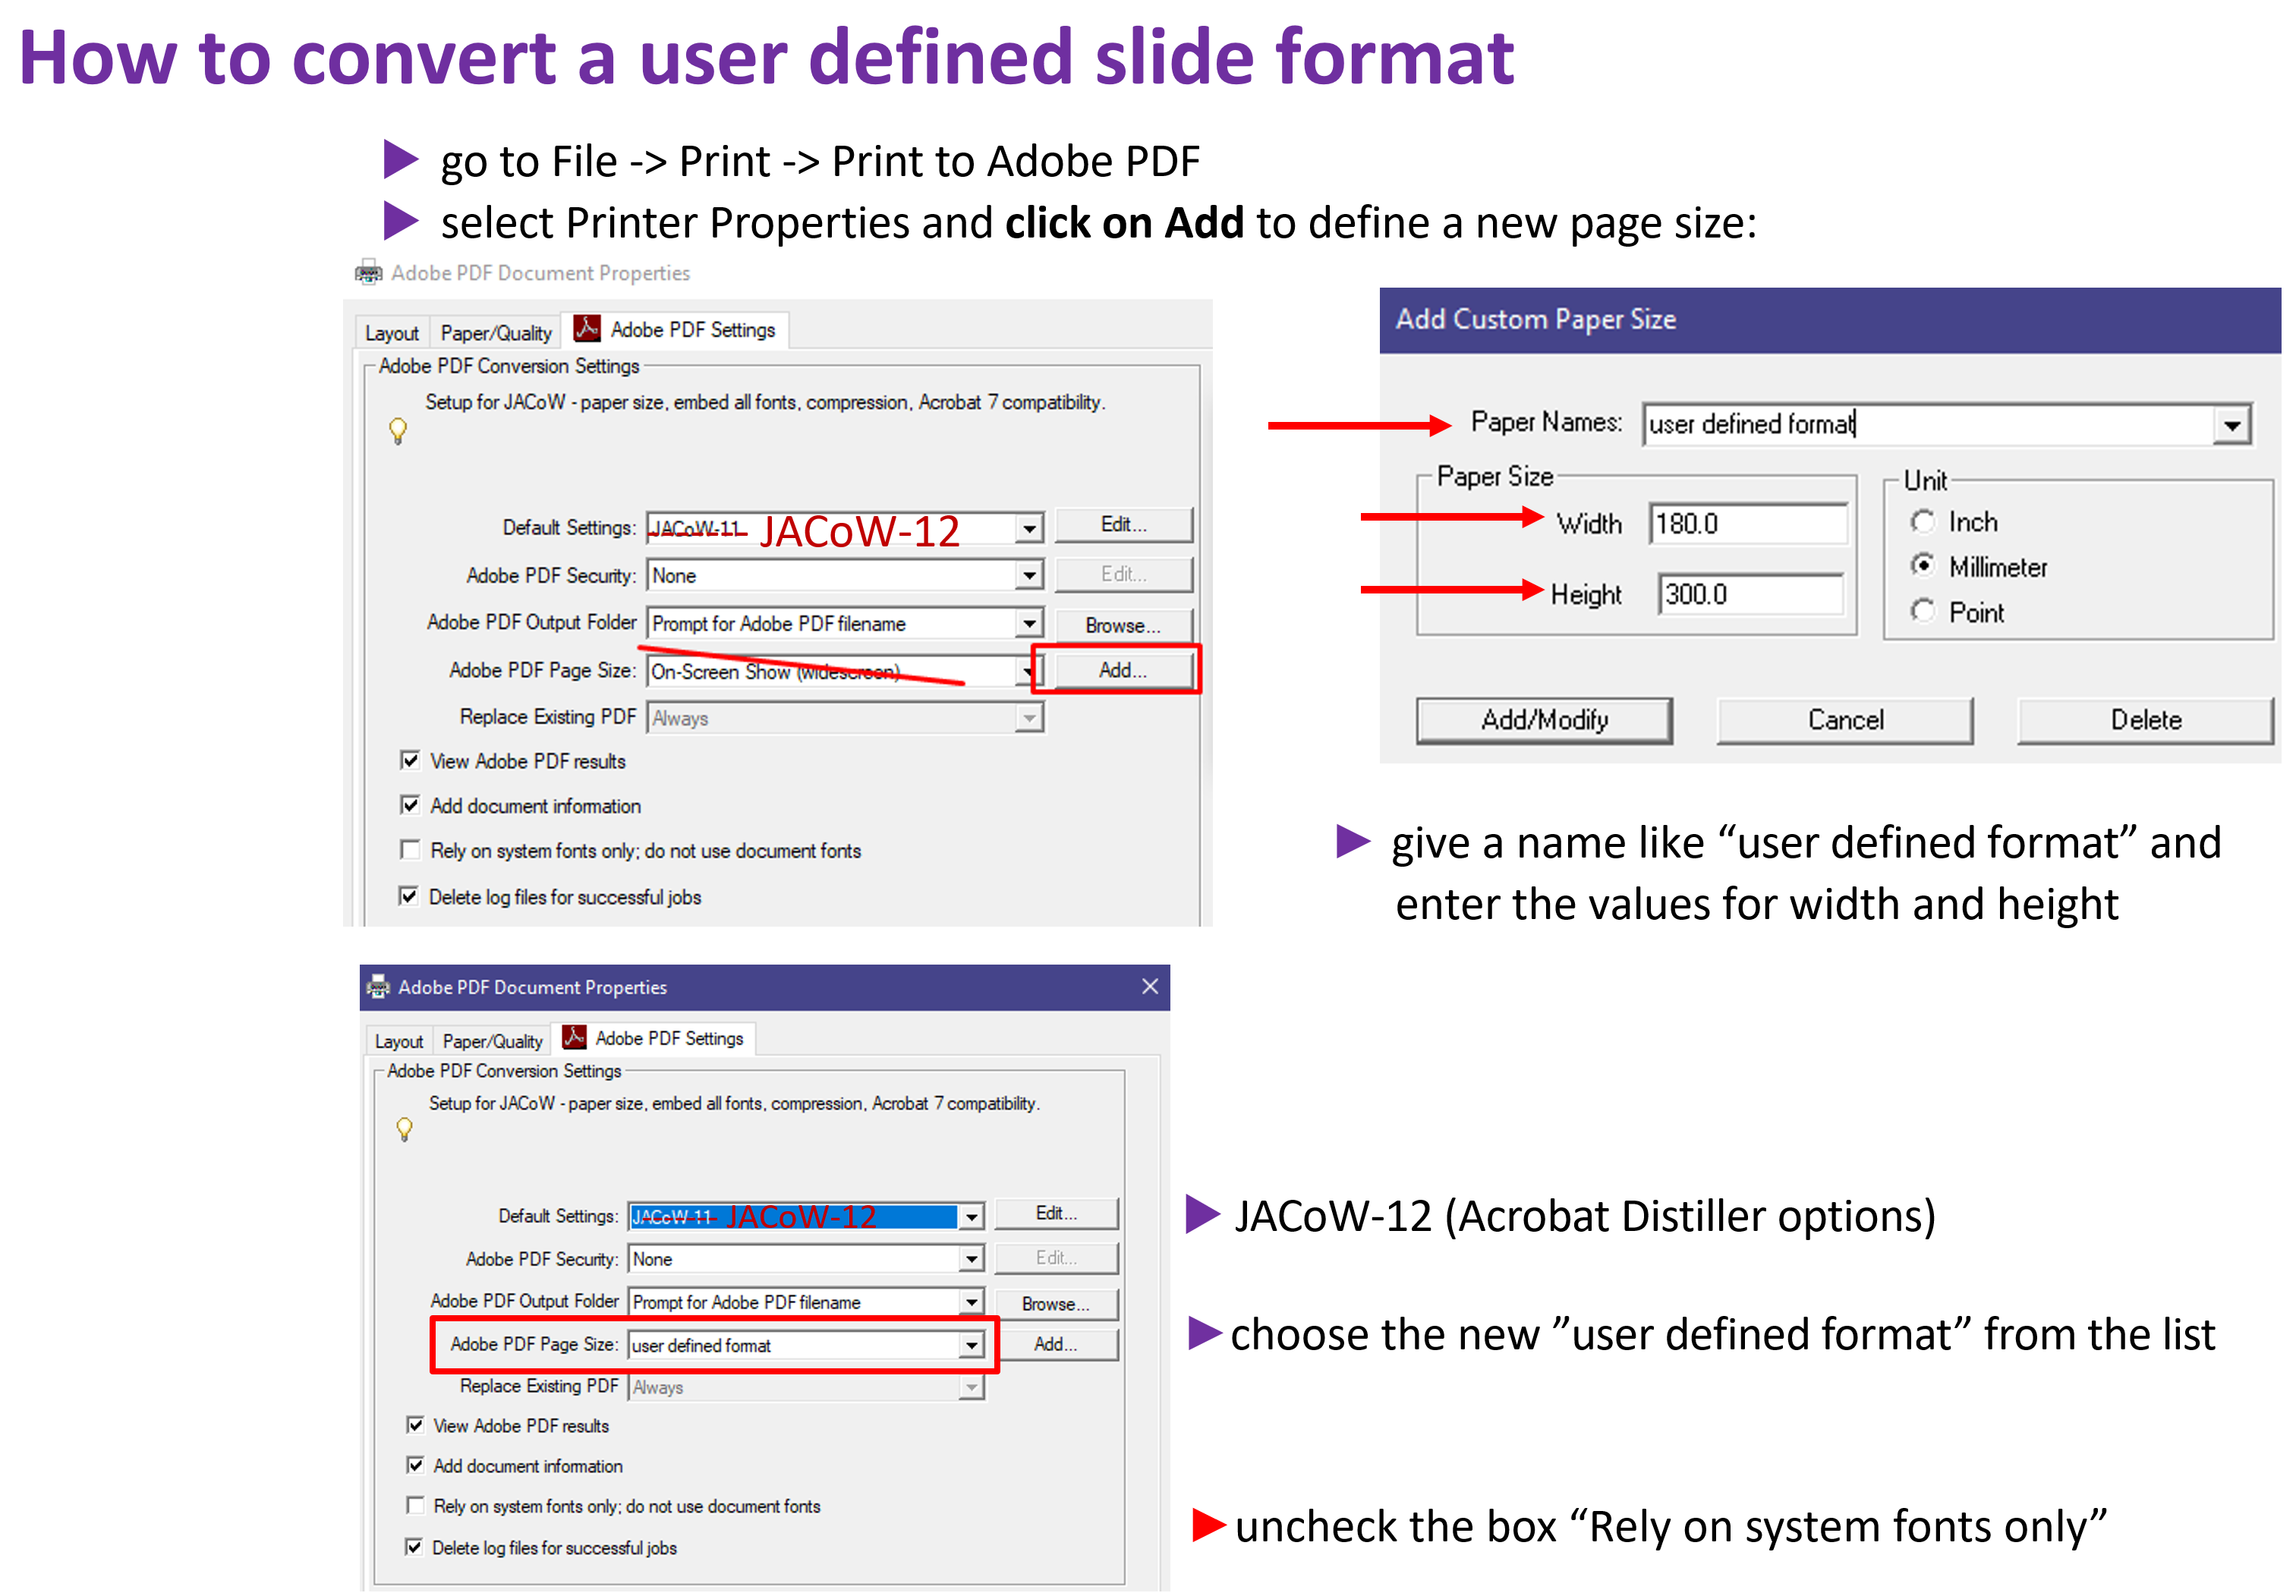 How to convert a user defined slide format
go to File -> Print -> Print to Adobe PDF
select Printer Properties and click on Add to define a new page size:
Adobe PDF Document Properties
Layout Paper/Quality Adobe PDF Settings
Adobe PDF Conversion Settings
Setup for JACoW - paper size, embed all fonts, compression, Acrobat 7 compatibility.
Default Settings: JACoW-11 JACoW-12 Edit...
Adobe PDF Security: None Edit...
Adobe PDF Output Folder Prompt for Adobe PDF filename Browse...
Adobe PDF Page Size: On-Screen Show (widescreen) Add...
Replace Existing PDF Always
View Adobe PDF results
Add document information
Rely on system fonts only; do not use document fonts
Delete log files for successful jobs
Add Custom Paper Size
Paper Names: user defined format
Paper Size
Width 180.0
Height 300.0
Unit
Inch
Millimeter
Point
Add/Modify Cancel Delete
give a name like “user defined format” and
enter the values for width and height
Adobe PDF Document Properties
Layout Paper/Quality Adobe PDF Settings
Adobe PDF Conversion Settings
Setup for JACoW - paper size, embed all fonts, compression, Acrobat 7 compatibility.
Default Settings: JACoW-11 JACoW-12 Edit...
Adobe PDF Security: None Edit...
Adobe PDF Output Folder Prompt for Adobe PDF filename Browse...
Adobe PDF Page Size: user defined format Add...
Replace Existing PDF Always
View Adobe PDF results
Add document information
Rely on system fonts only; do not use document fonts
Delete log files for successful jobs
JACoW-12 (Acrobat Distiller options)
choose the new ”user defined format” from the list
uncheck the box “Rely on system fonts only”